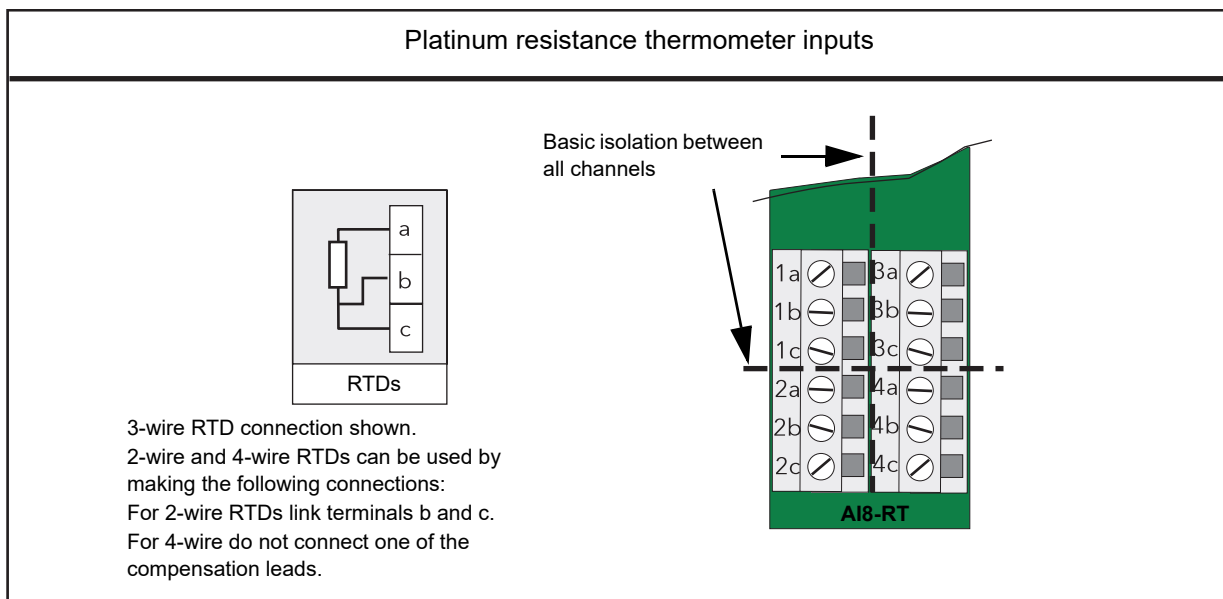 Platinum resistance thermometer inputs
Basic isolation between
all channels
a
b
c
RTDs
3-wire RTD connection shown.
2-wire and 4-wire RTDs can be used by
making the following connections:
For 2-wire RTDs link terminals b and c.
For 4-wire do not connect one of the
compensation leads.
1a 3a
1b 3b
1c 3c
2a 4a
2b 4b
2c 4c
AI8-RT